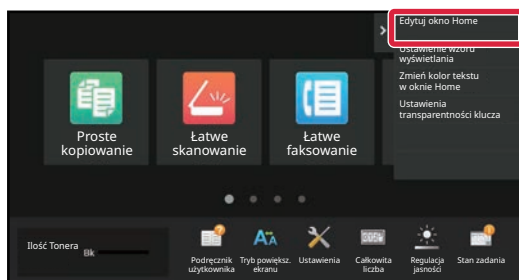 Edytuj okno Home
Ustawienie wzoru
wyświetlania
Zmień kolor tekstu
w oknie Home
Ustawienia
transparentności klucza
Proste
kopiowanie
Łatwe
skanowanie
Łatwe
faksowanie
Ilość Tonera
Bk
Podręcznik
użytkownika
Tryb powiększ.
ekranu
Ustawienia
Całkowita
liczba
Regulacja
jasności
Stan zadania